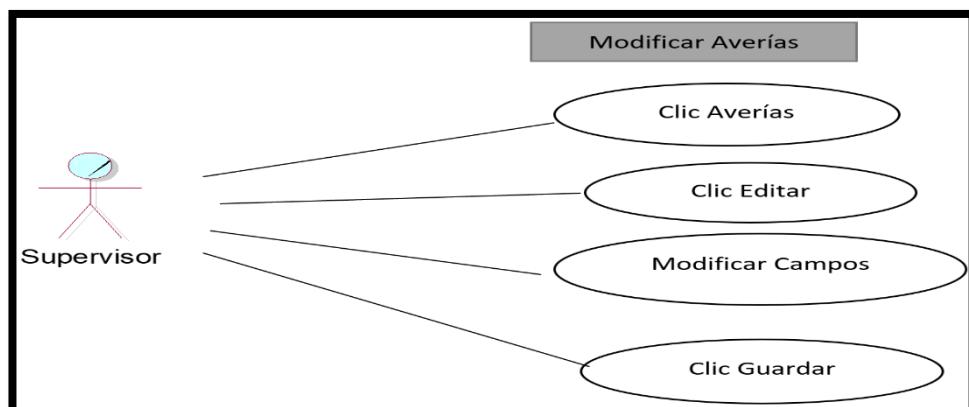 Modificar Averías
Clic Averías
Clic Editar
Supervisor
Modificar Campos
Clic Guardar